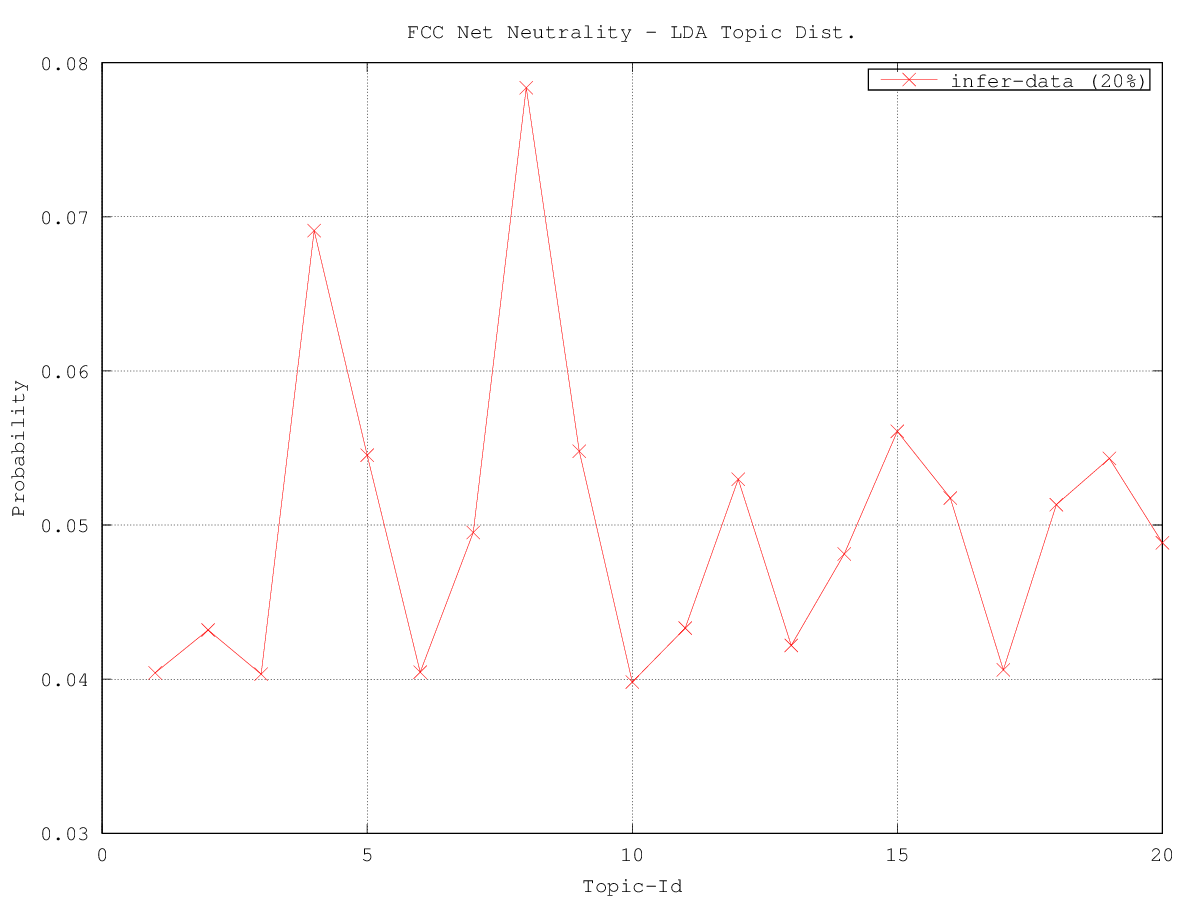 FCC Net Neutrality - LDA Topic Dist.
infer-data (20%)
0.08
0.07
0.06
0.05
0.04
0.03
Probability
0 5 10 15 20
Topic-Id